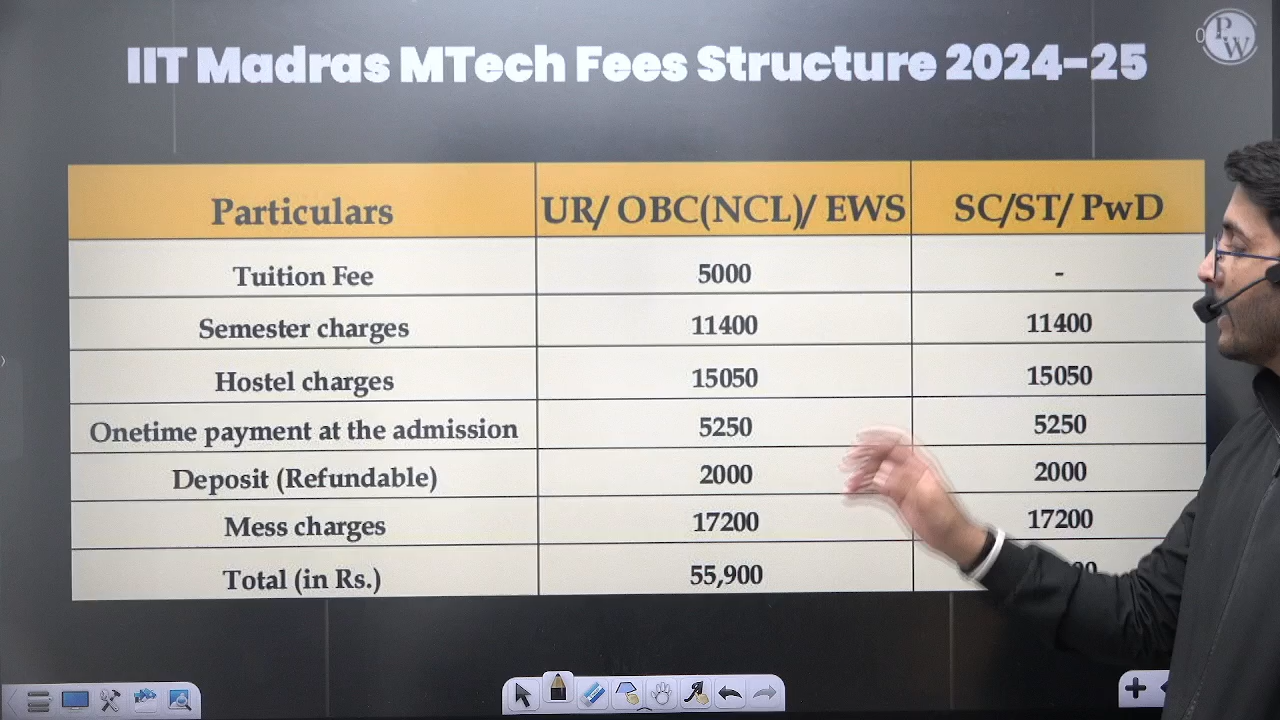 PW
IIT Madras MTech Fees Structure 2024-25
Particulars UR/ OBC(NCL)/ EWS SC/ST/ PwD
Tuition Fee 5000 -
Semester charges 11400 11400
Hostel charges 15050 15050
Onetime payment at the admission 5250 5250
Deposit (Refundable) 2000 2000
Mess charges 17200 17200
Total (in Rs.) 55,900